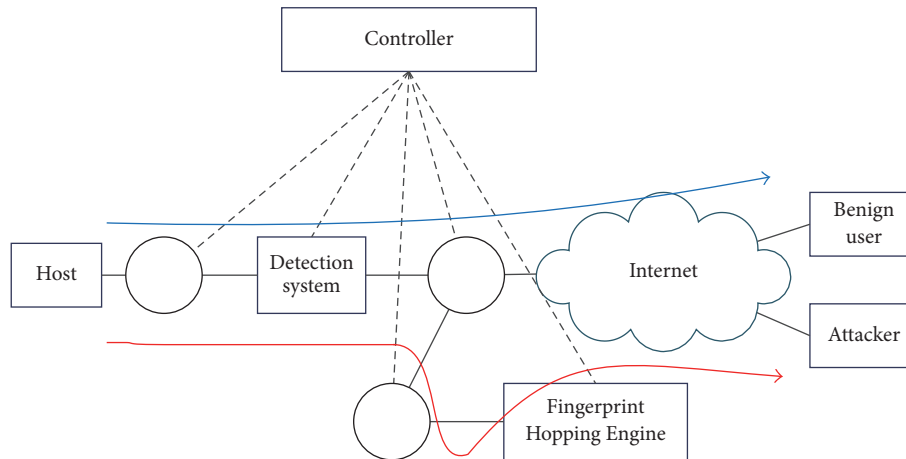 Controller
Host
Detection
system
Internet
Benign
user
Attacker
Fingerprint
Hopping Engine